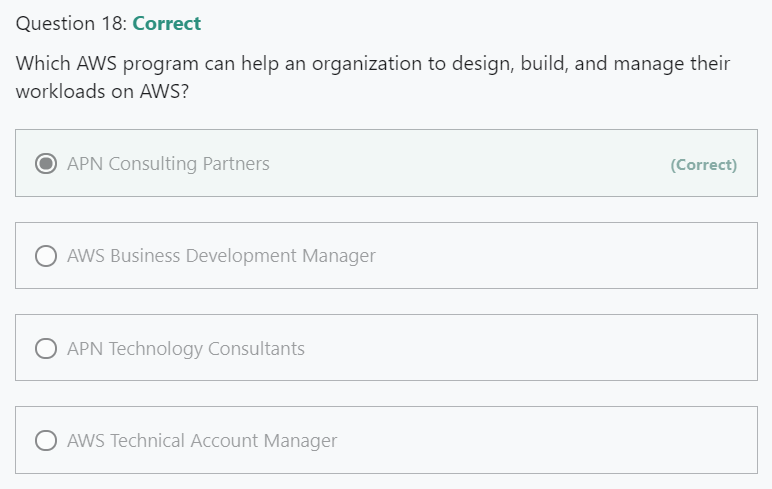 Question 18: Correct
Which AWS program can help an organization to design, build, and manage their
workloads on AWS?
APN Consulting Partners (Correct)
AWS Business Development Manager
APN Technology Consultants
AWS Technical Account Manager